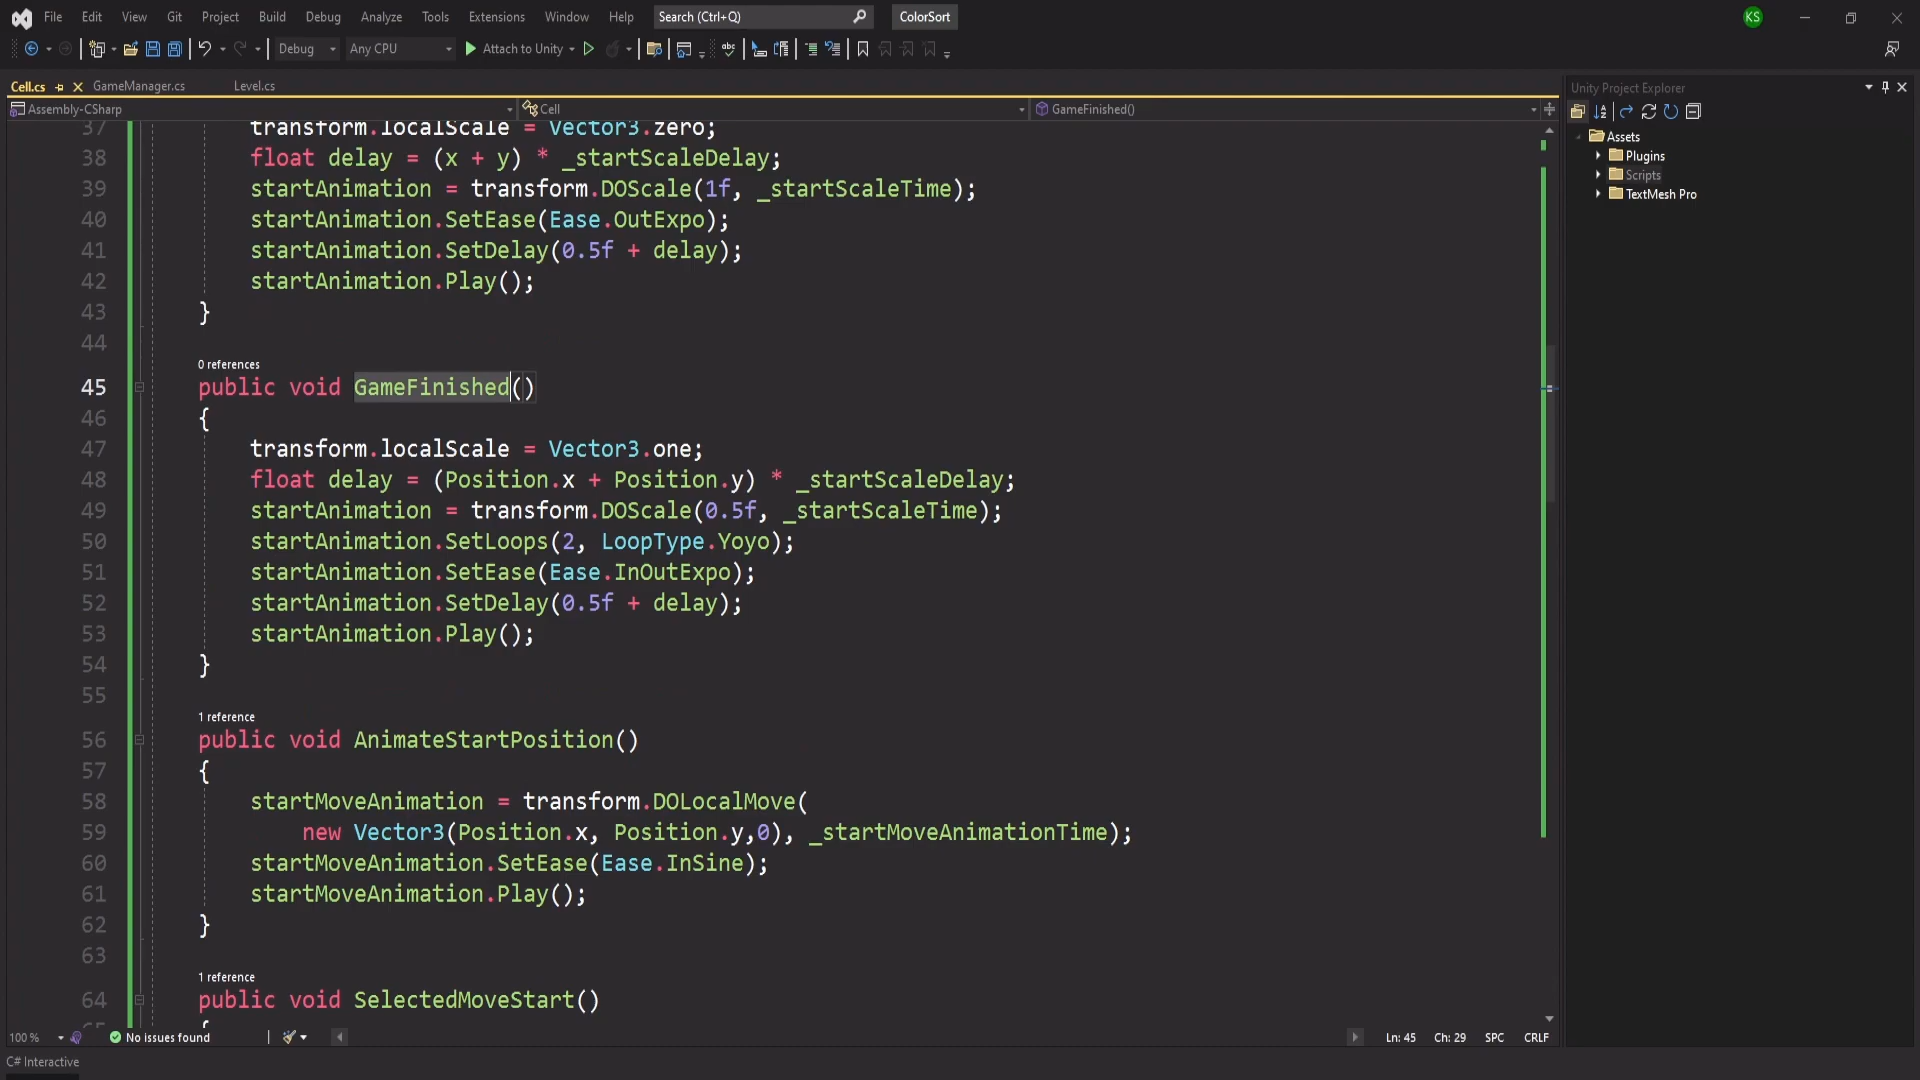 File Edit View Git Project Build Debug Analyze Tools Extensions Window Help Search (Ctrl+Q) ColorSort KS
Debug Any CPU Attach to Unity
Cell.cs GameManager.cs Level.cs
Assembly-CSharp Cell GameFinished()
37 transform.localScale = Vector3.zero;
38 float delay = (x + y) * _startScaleDelay;
39 startAnimation = transform.DOScale(1f, _startScaleTime);
40 startAnimation.SetEase(Ease.OutExpo);
41 startAnimation.SetDelay(0.5f + delay);
42 startAnimation.Play();
43 }
44
0 references
45 public void GameFinished()
46 {
47 transform.localScale = Vector3.one;
48 float delay = (Position.x + Position.y) * _startScaleDelay;
49 startAnimation = transform.DOScale(0.5f, _startScaleTime);
50 startAnimation.SetLoops(2, LoopType.Yoyo);
51 startAnimation.SetEase(Ease.InOutExpo);
52 startAnimation.SetDelay(0.5f + delay);
53 startAnimation.Play();
54 }
55
1 reference
56 public void AnimateStartPosition()
57 {
58 startMoveAnimation = transform.DOLocalMove(
59 new Vector3(Position.x, Position.y,0), _startMoveAnimationTime);
60 startMoveAnimation.SetEase(Ease.InSine);
61 startMoveAnimation.Play();
62 }
63
1 reference
64 public void SelectedMoveStart()
65 {
100 % No issues found Ln: 45 Ch: 29 SPC CRLF
C# Interactive
Unity Project Explorer
Assets
Plugins
Scripts
TextMesh Pro